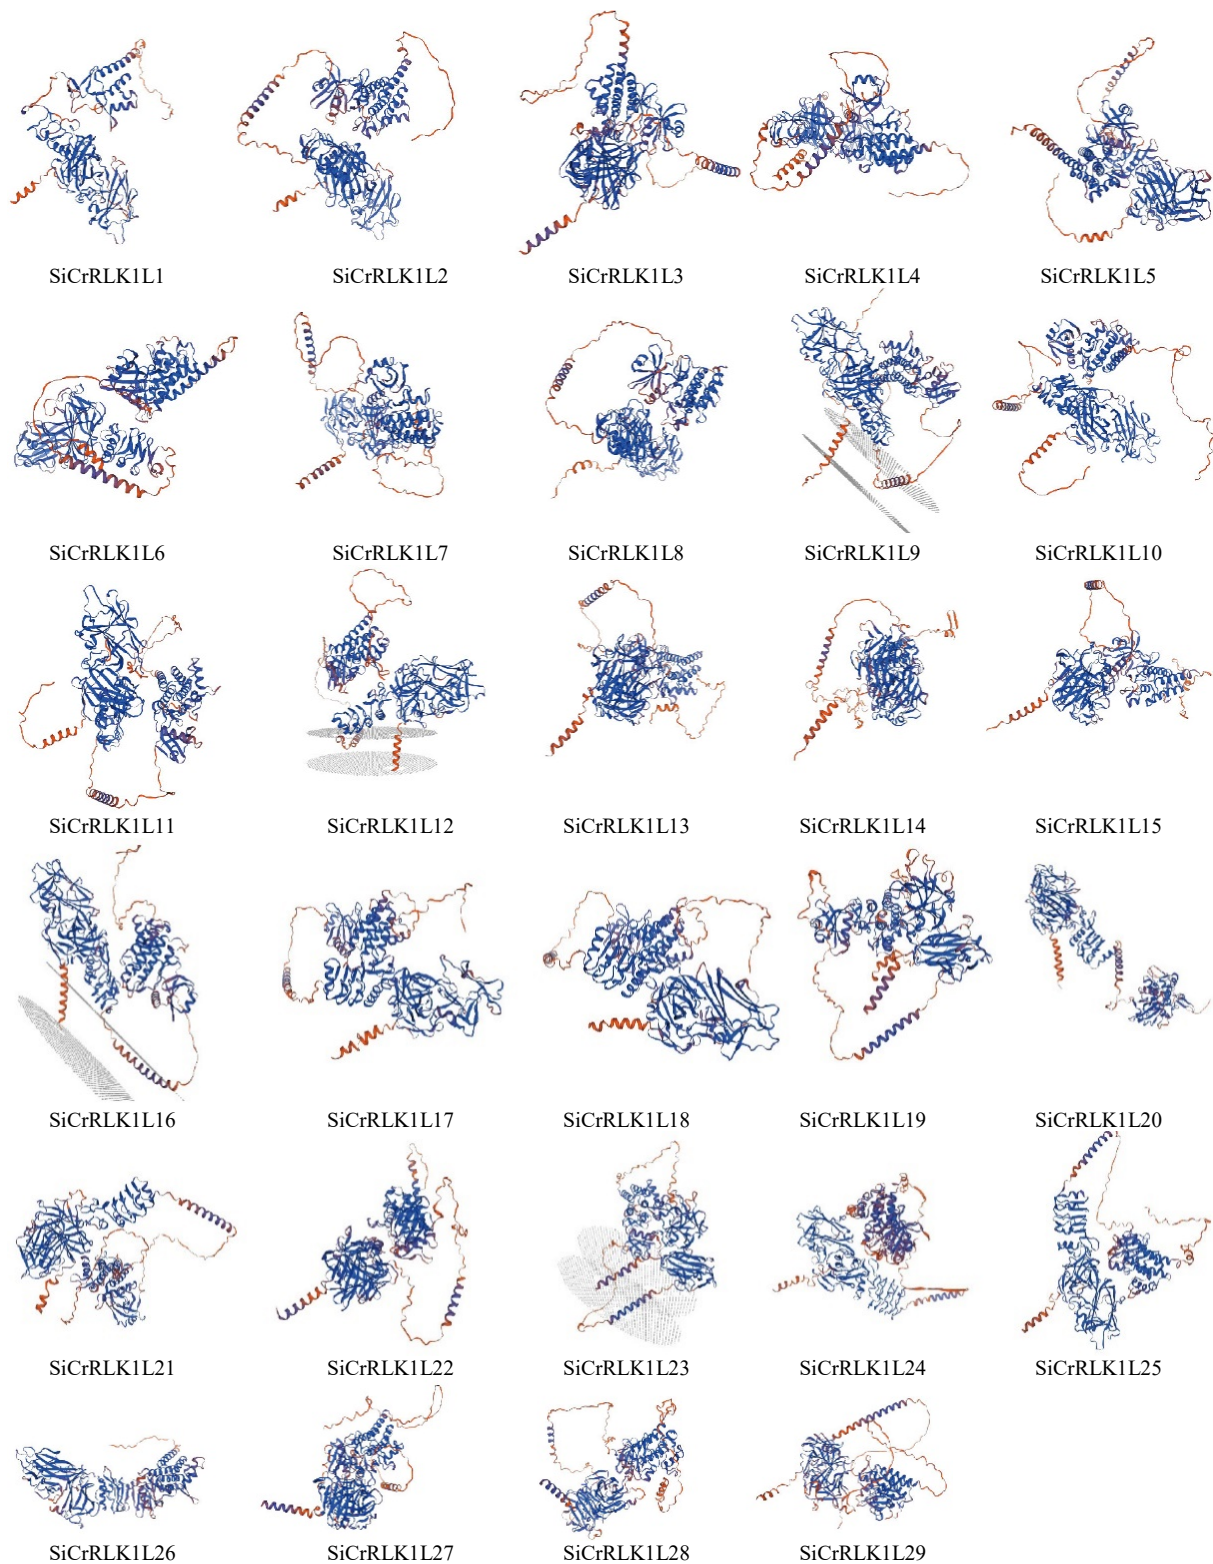 SiCrRLK1L1 SiCrRLK1L2 SiCrRLK1L3 SiCrRLK1L4 SiCrRLK1L5
SiCrRLK1L6 SiCrRLK1L7 SiCrRLK1L8 SiCrRLK1L9 SiCrRLK1L10
SiCrRLK1L11 SiCrRLK1L12 SiCrRLK1L13 SiCrRLK1L14 SiCrRLK1L15
SiCrRLK1L16 SiCrRLK1L17 SiCrRLK1L18 SiCrRLK1L19 SiCrRLK1L20
SiCrRLK1L21 SiCrRLK1L22 SiCrRLK1L23 SiCrRLK1L24 SiCrRLK1L25
SiCrRLK1L26 SiCrRLK1L27 SiCrRLK1L28 SiCrRLK1L29